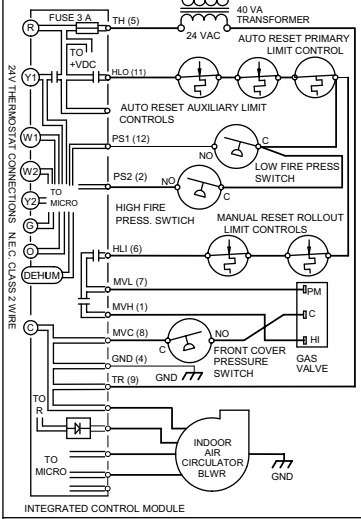 40 VA
TRANSFORMER
FUSE 3 A
TH (5)
R
24 VAC
AUTO RESET PRIMARY
LIMIT CONTROL
TO
+VDC
Y1
HLO (11)
AUTO RESET AUXILIARY LIMIT
CONTROLS
W1
PS1 (12)
C
NO
LOW FIRE PRESS
SWITCH
W2
PS2 (2)
NO
C
TO
MICRO
Y2
HIGH FIRE
PRESS. SWTICH
G
MANUAL RESET ROLLOUT
LIMIT CONTROLS
O
HLI (6)
DEHUM
MVL (7)
PM
MVH (1)
C
C
MVC (8)
NO
HI
C
FRONT COVER
PRESSURE
SWITCH
GAS
VALVE
GND (4)
GND
TR (9)
TO
R
TO
MICRO
INDOOR
AIR
CIRCULATOR
BLWR
GND
24V THERMOSTAT CONNECTIONS N.E.C. CLASS 2 WIRE
INTEGRATED CONTROL MODULE